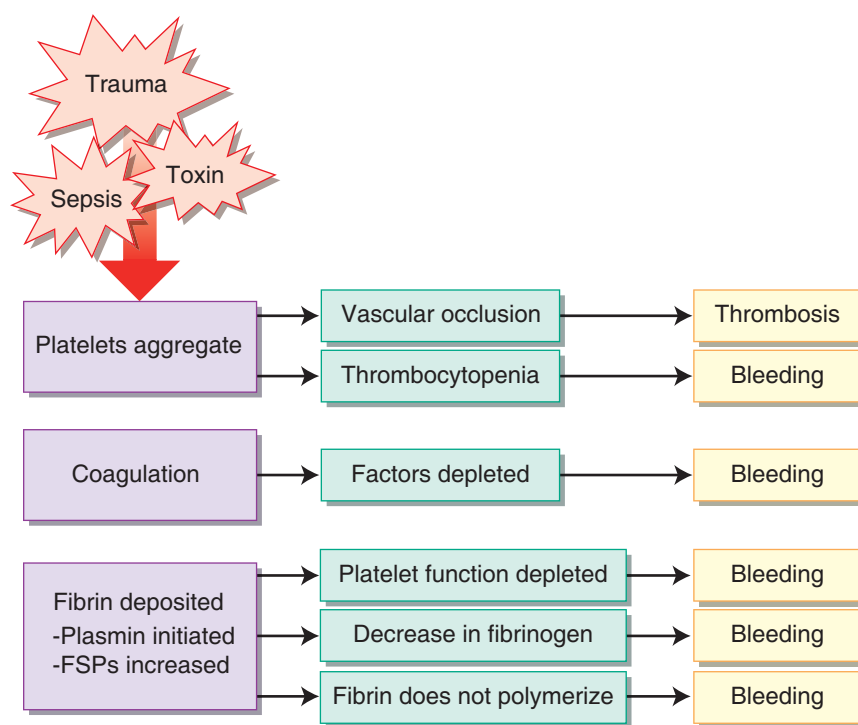 Trauma
Toxin
Sepsis
Platelets aggregate
Vascular occlusion
Thrombosis
Thrombocytopenia
Bleeding
Coagulation
Factors depleted
Bleeding
Fibrin deposited
-Plasmin initiated
-FSPs increased
Platelet function depleted
Bleeding
Decrease in fibrinogen
Bleeding
Fibrin does not polymerize
Bleeding